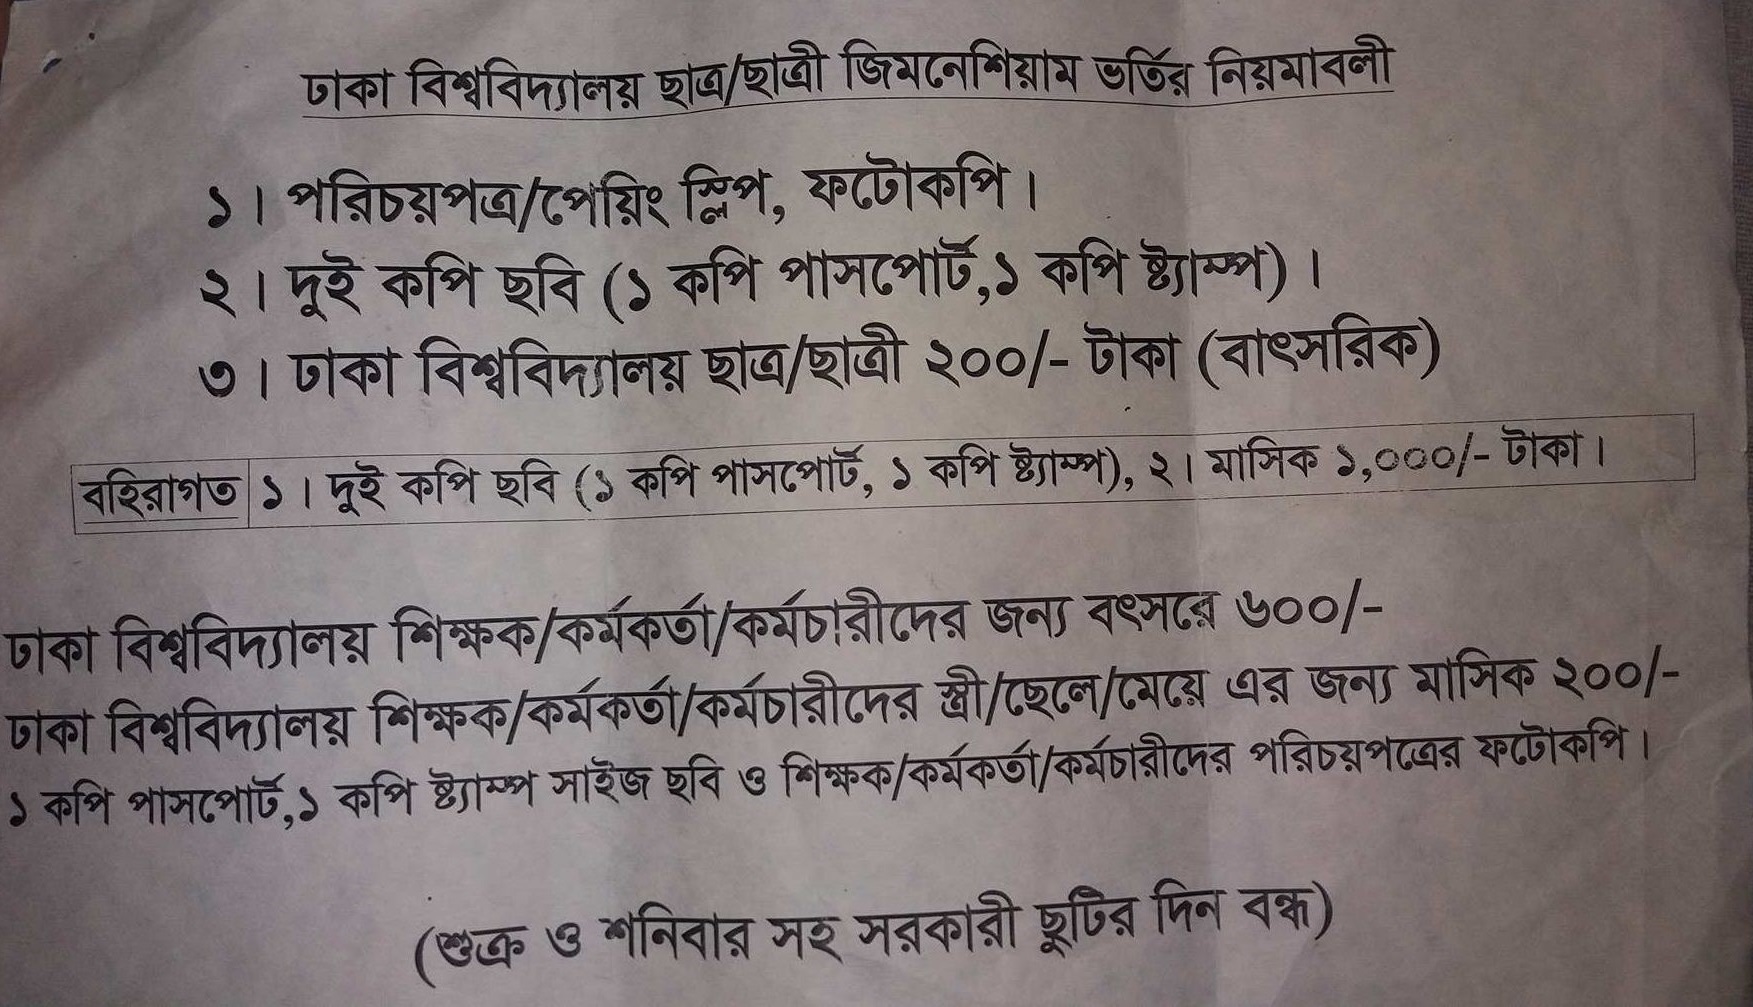 ঢাকা বিশ্ববিদ্যালয় ছাত্র/ছাত্রী জিমনেশিয়াম ভর্তির নিয়মাবলী
১। পরিচয়পত্র/পেয়িং স্লিপ, ফটোকপি।
২। দুই কপি ছবি (১ কপি পাসপোর্ট,১ কপি ষ্ট্যাম্প)।
৩। ঢাকা বিশ্ববিদ্যালয় ছাত্র/ছাত্রী ২০০/- টাকা (বাৎসরিক)
বহিরাগত ১। দুই কপি ছবি (১ কপি পাসপোর্ট, ১ কপি ষ্ট্যাম্প), ২। মাসিক ১,০০০/- টাকা।
ঢাকা বিশ্ববিদ্যালয় শিক্ষক/কর্মকর্তা/কর্মচারীদের জন্য বৎসরে ৬০০/-
ঢাকা বিশ্ববিদ্যালয় শিক্ষক/কর্মকর্তা/কর্মচারীদের স্ত্রী/ছেলে/মেয়ে এর জন্য মাসিক ২০০/-
১ কপি পাসপোর্ট,১ কপি ষ্ট্যাম্প সাইজ ছবি ও শিক্ষক/কর্মকর্তা/কর্মচারীদের পরিচয়পত্রের ফটোকপি।
(শুক্র ও শনিবার সহ সরকারী ছুটির দিন বন্ধ)